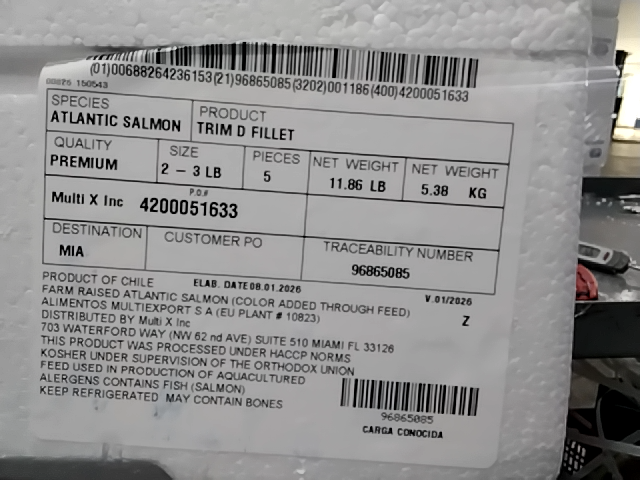 (01)00688264236153(21)96865085(3202)001186(400)4200051633
00826 150543
SPECIES
ATLANTIC SALMON
PRODUCT
TRIM D FILLET
QUALITY
PREMIUM
SIZE
2 – 3 LB
PIECES
5
NET WEIGHT
11.86 LB
NET WEIGHT
5.38 KG
Multi X Inc
P.O.#
4200051633
DESTINATION
MIA
CUSTOMER PO
TRACEABILITY NUMBER
96865085
PRODUCT OF CHILE ELAB. DATE 08.01.2026 V.01/2026
FARM RAISED ATLANTIC SALMON (COLOR ADDED THROUGH FEED)
ALIMENTOS MULTIEXPORT S A (EU PLANT # 10823) Z
DISTRIBUTED BY Multi X Inc
703 WATERFORD WAY (NW 62 nd AVE) SUITE 510 MIAMI FL 33126
THIS PRODUCT WAS PROCESSED UNDER HACCP NORMS
KOSHER UNDER SUPERVISION OF THE ORTHODOX UNION
FEED USED IN PRODUCTION OF AQUACULTURED
ALERGENS CONTAINS FISH (SALMON)
KEEP REFRIGERATED MAY CONTAIN BONES
96865085
CARGA CONOCIDA